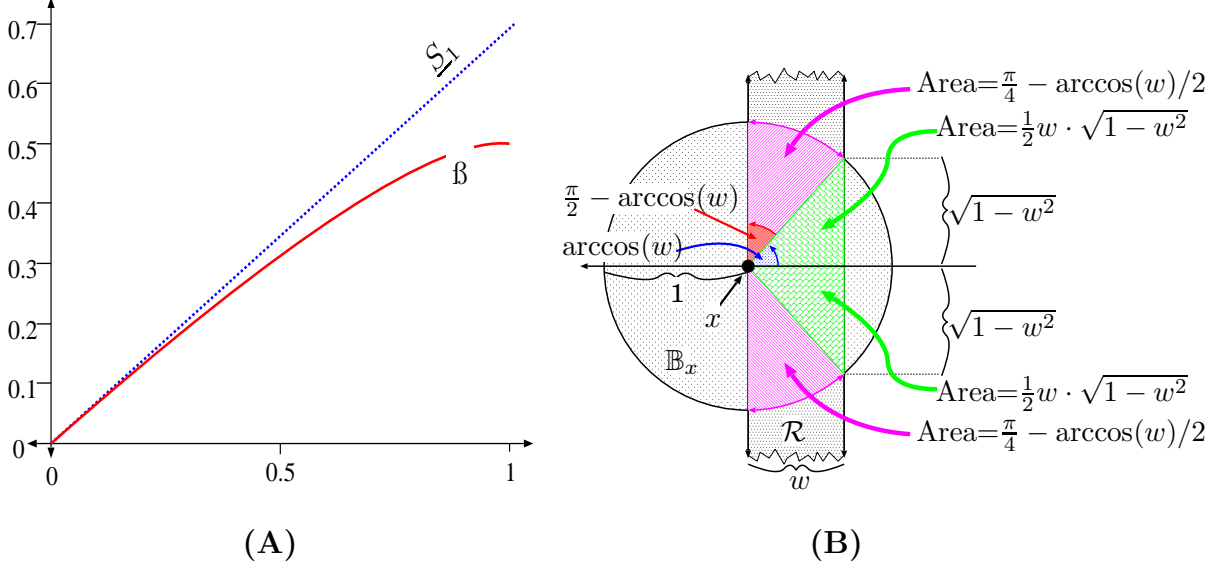 0.7
0.6
0.5
0.4
0.3
0.2
0.1
0
0
0.5
1
S₁
ß
(A)
Area=π/4 − arccos(w)/2
Area=½w · √(1 − w²)
π/2 − arccos(w)
arccos(w)
√(1 − w²)
1
x
√(1 − w²)
𝔹ₓ
Area=½w · √(1 − w²)
Area=π/4 − arccos(w)/2
ℛ
w
(B)